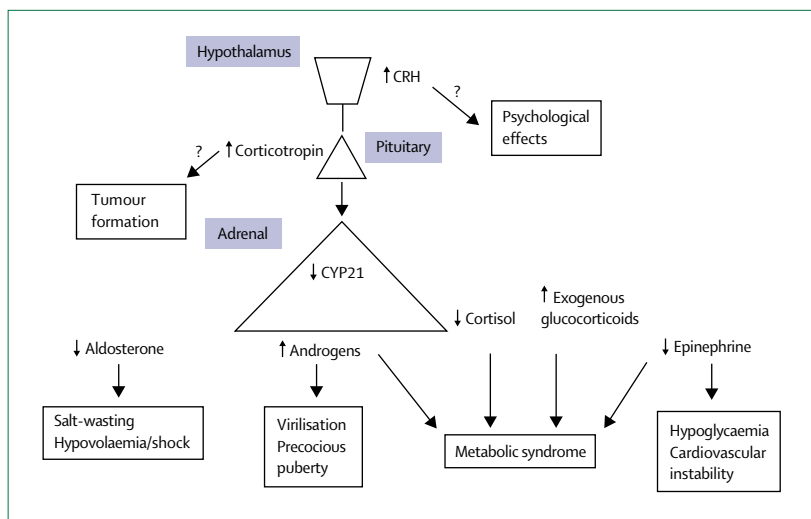 Hypothalamus
↑ CRH
?
Psychological
effects
Pituitary
↑ Corticotropin
?
Tumour
formation
Adrenal
↓ CYP21
↓ Cortisol
↑ Exogenous
glucocorticoids
↓ Aldosterone
↑ Androgens
↓ Epinephrine
Salt-wasting
Hypovolaemia/shock
Virilisation
Precocious
puberty
Metabolic syndrome
Hypoglycaemia
Cardiovascular
instability